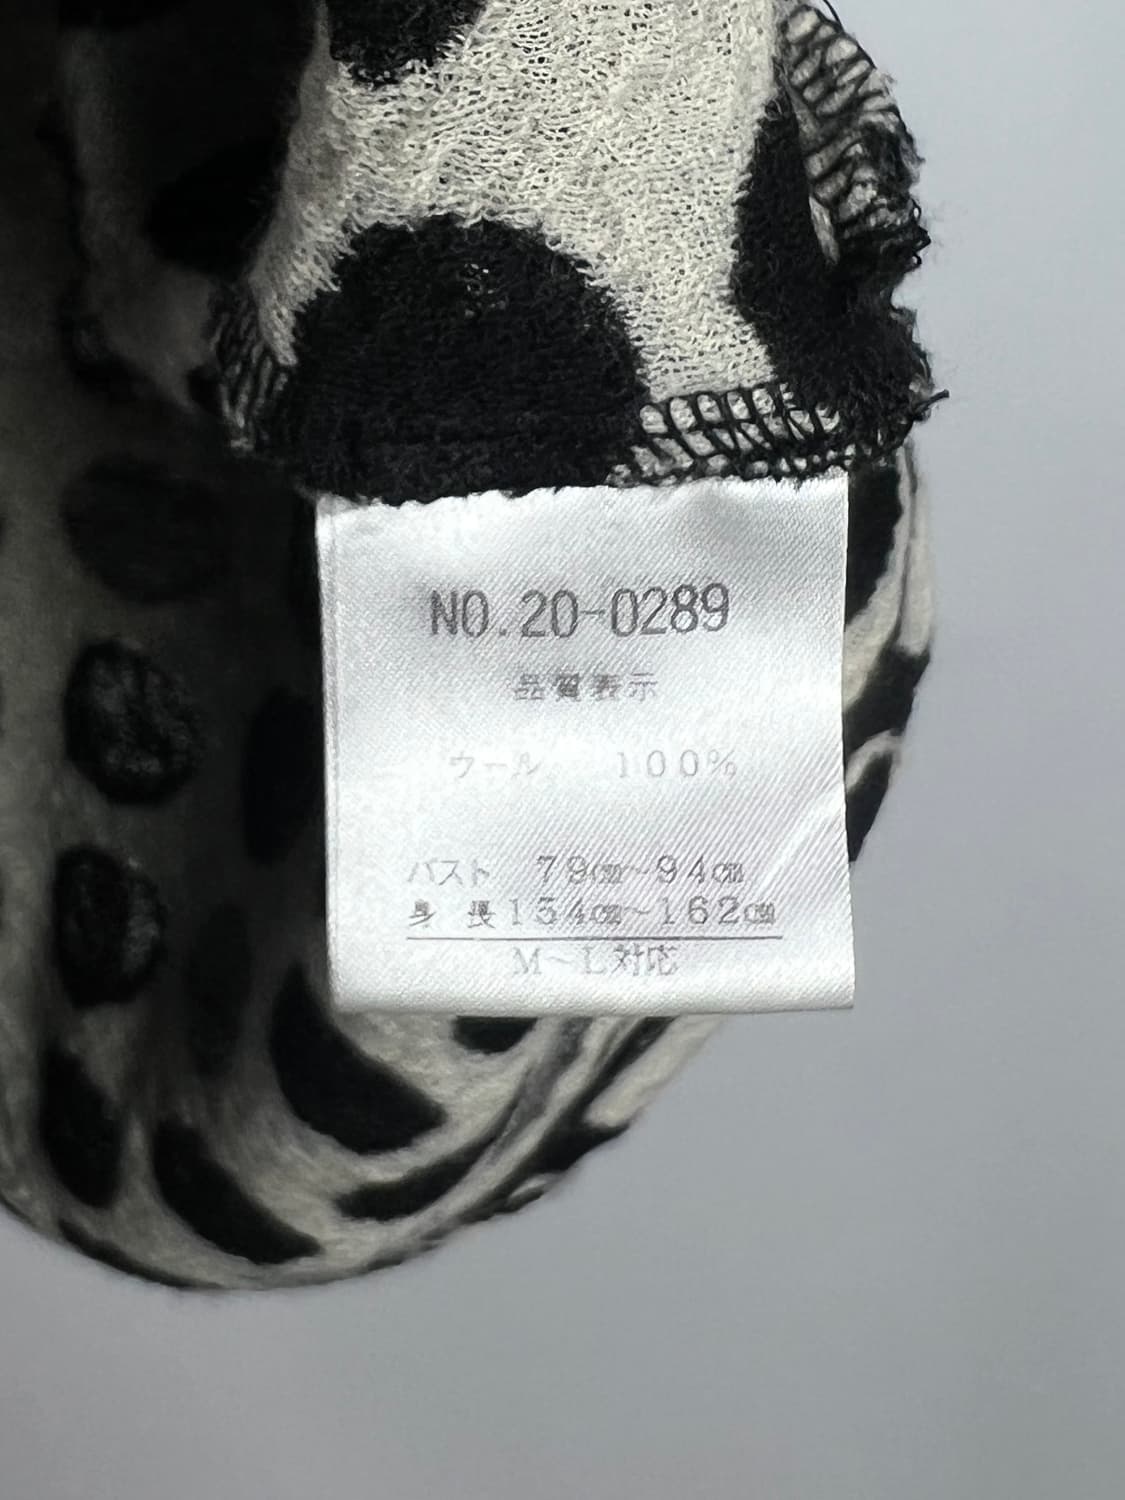 NO.20-0289
品質表示
ウール 100%
バスト 79㎝~94㎝
身 長154㎝~162㎝
M~L対応